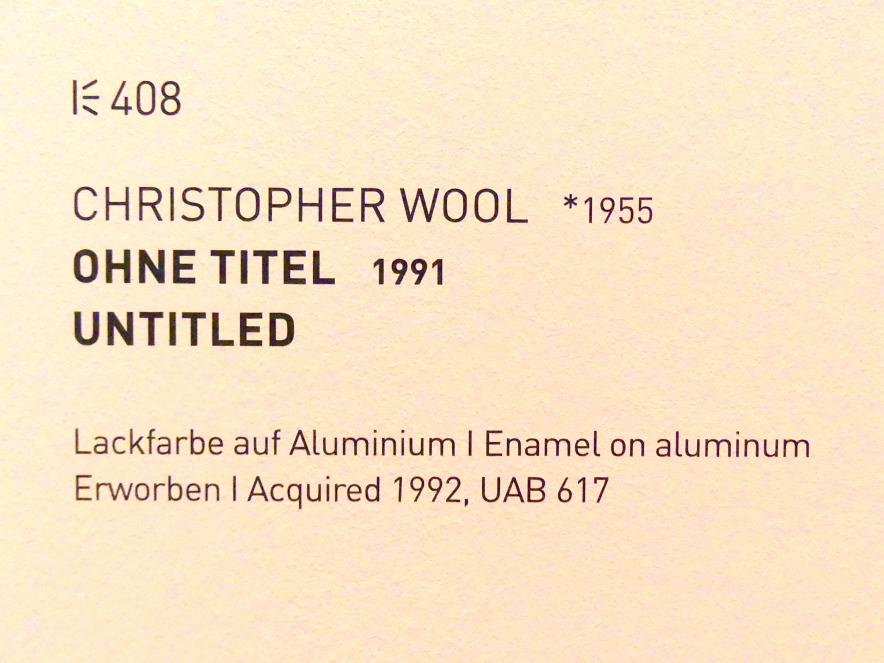 408
CHRISTOPHER WOOL *1955
OHNE TITEL 1991
UNTITLED
Lackfarbe auf Aluminium | Enamel on aluminum
Erworben | Acquired 1992, UAB 617